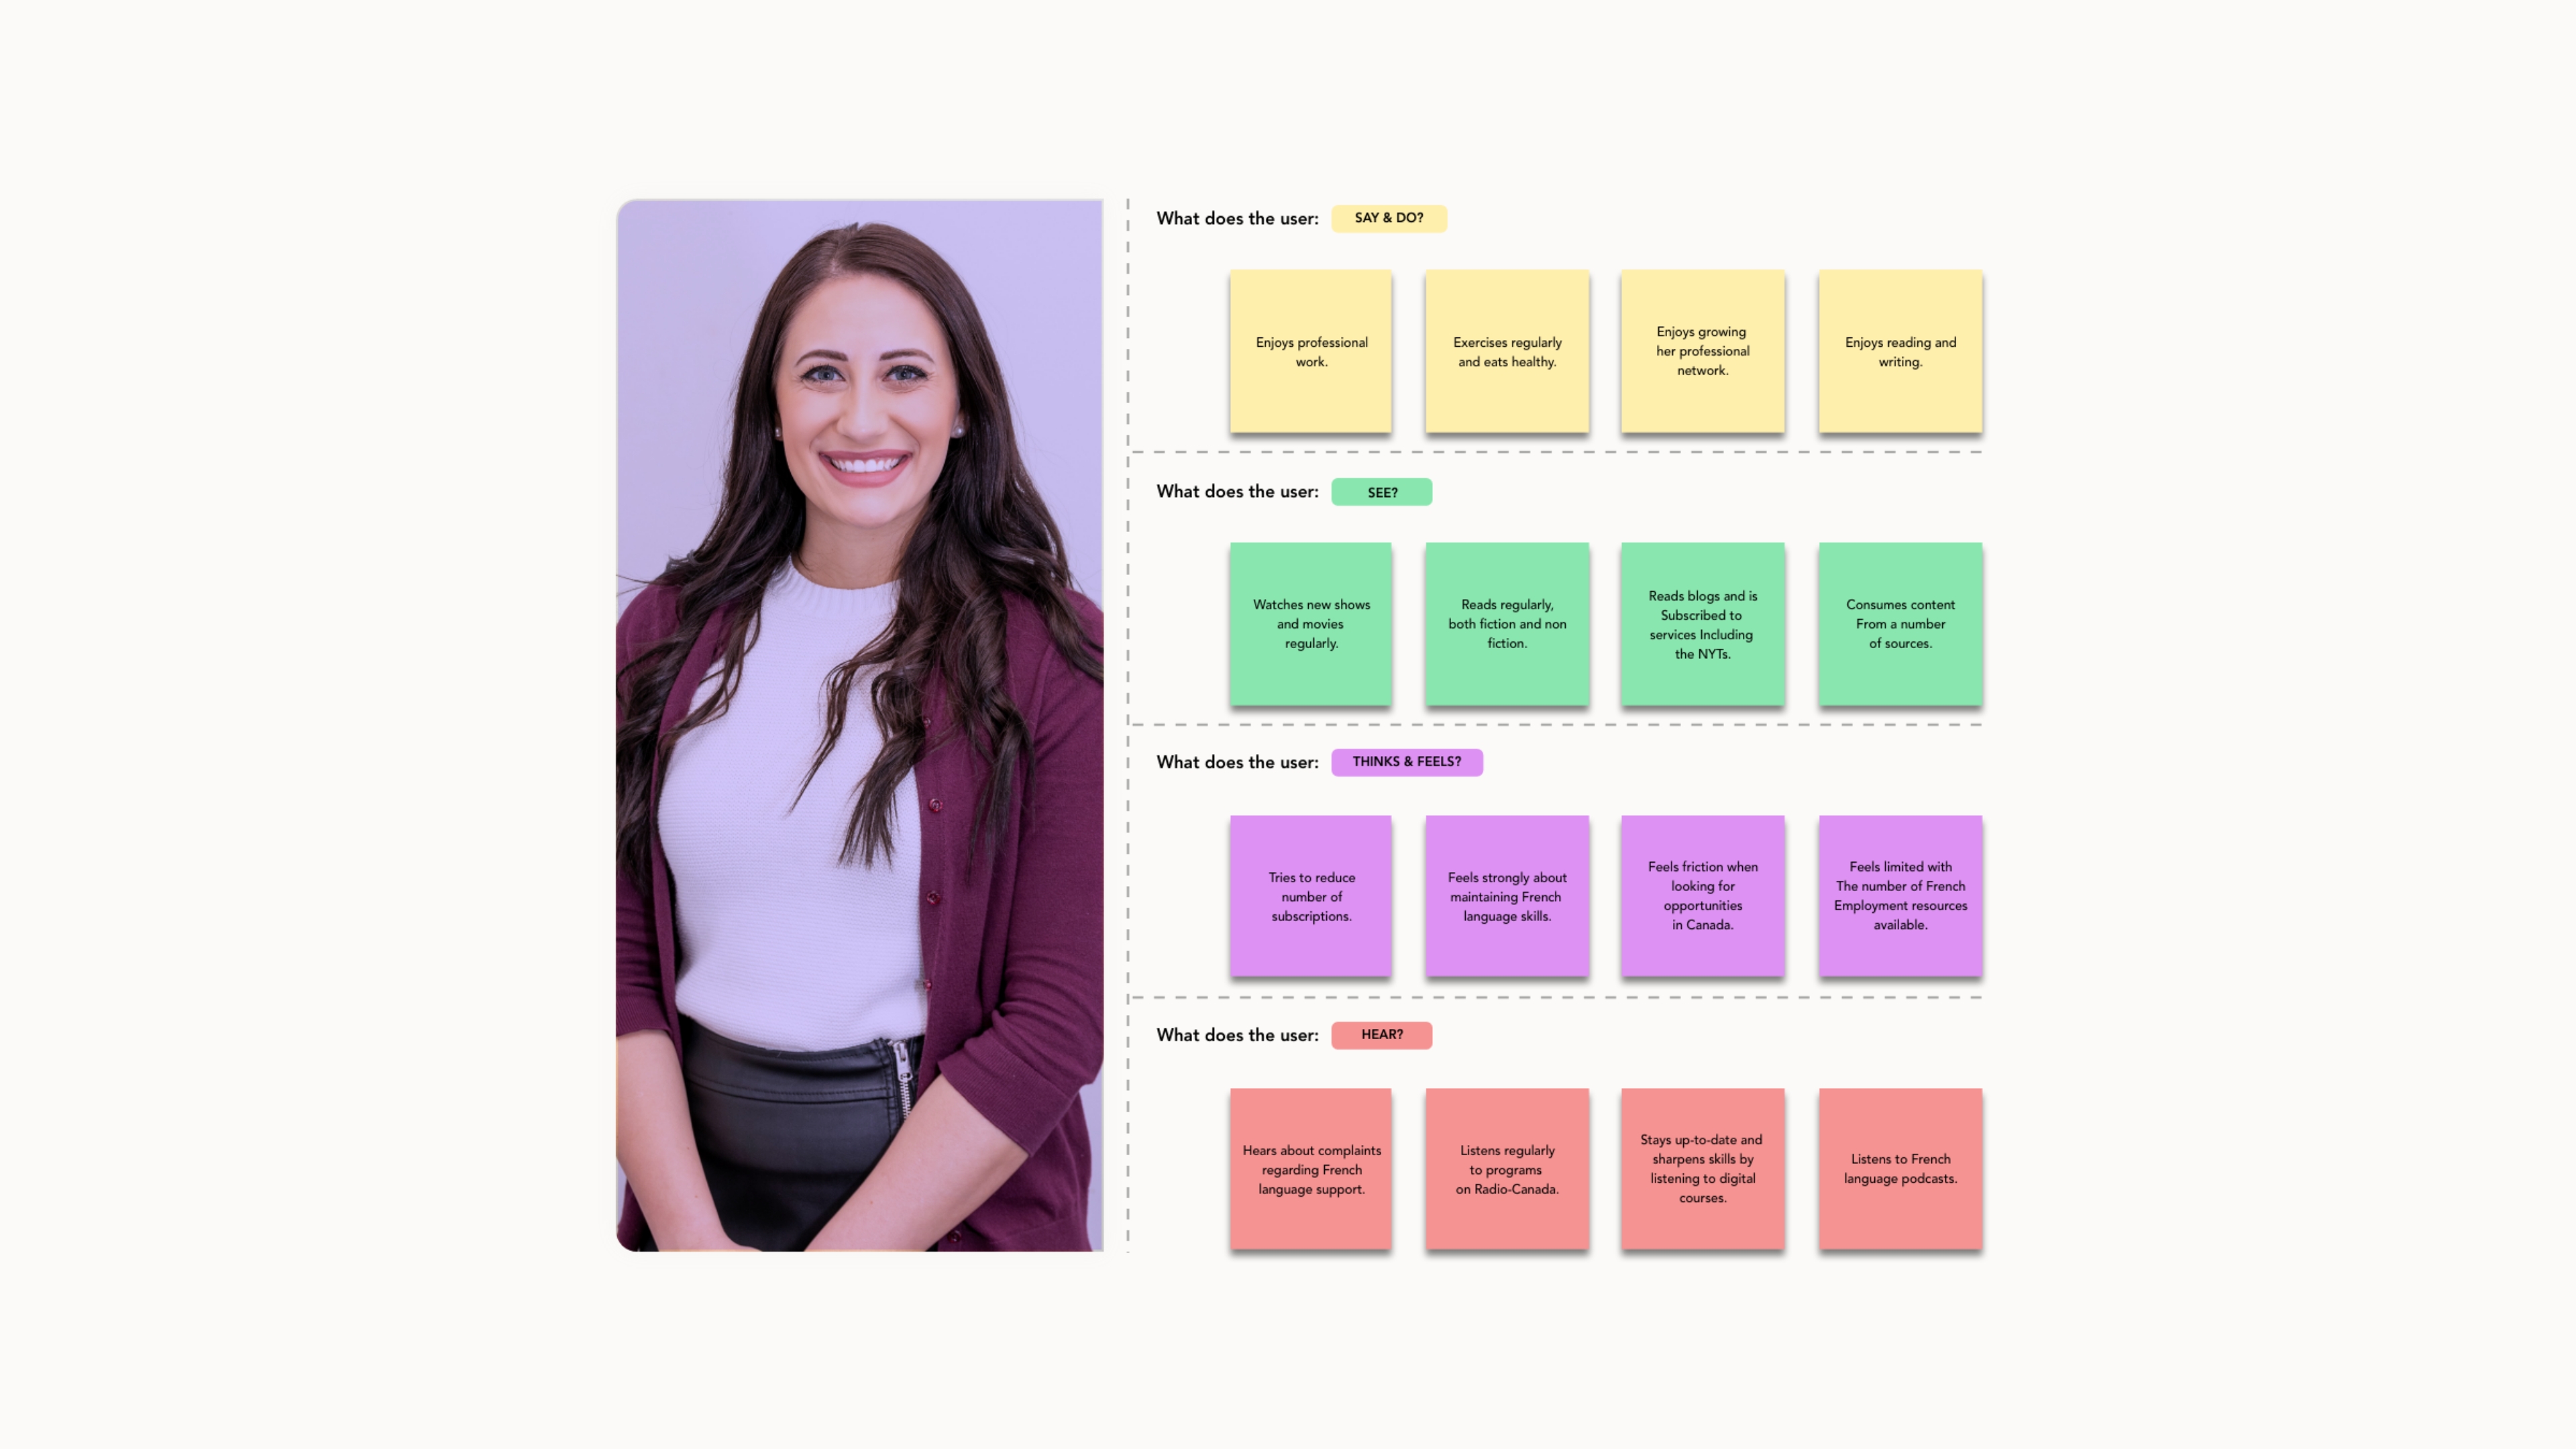 What does the user: SAY & DO?
Enjoys professional
work.
Exercises regularly
and eats healthy.
Enjoys growing
her professional
network.
Enjoys reading and
writing.
What does the user: SEE?
Watches new shows
and movies
regularly.
Reads regularly,
both fiction and non
fiction.
Reads blogs and is
Subscribed to
services Including
the NYTs.
Consumes content
From a number
of sources.
What does the user: THINKS & FEELS?
Tries to reduce
number of
subscriptions.
Feels strongly about
maintaining French
language skills.
Feels friction when
looking for
opportunities
in Canada.
Feels limited with
The number of French
Employment resources
available.
What does the user: HEAR?
Hears about complaints
regarding French
language support.
Listens regularly
to programs
on Radio-Canada.
Stays up-to-date and
sharpens skills by
listening to digital
courses.
Listens to French
language podcasts.